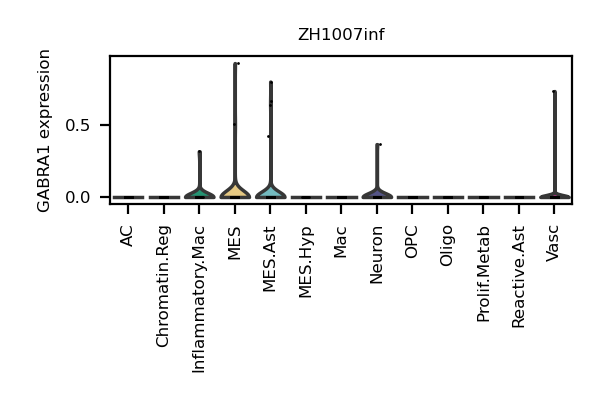 ZH1007inf
GABRA1 expression
0.5
0.0
AC
Chromatin.Reg
Inflammatory.Mac
MES
MES.Ast
MES.Hyp
Mac
Neuron
OPC
Oligo
Prolif.Metab
Reactive.Ast
Vasc